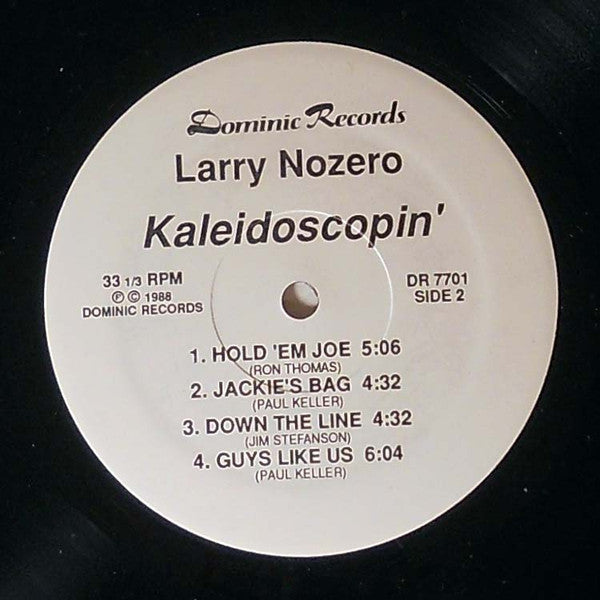 Dominic Records
Larry Nozero
Kaleidoscopin'
33 1/3 RPM
℗ © 1988
DOMINIC RECORDS
DR 7701
SIDE 2
1. HOLD 'EM JOE 5:06
(RON THOMAS)
2. JACKIE'S BAG 4:32
(PAUL KELLER)
3. DOWN THE LINE 4:32
(JIM STEFANSON)
4. GUYS LIKE US 6:04
(PAUL KELLER)